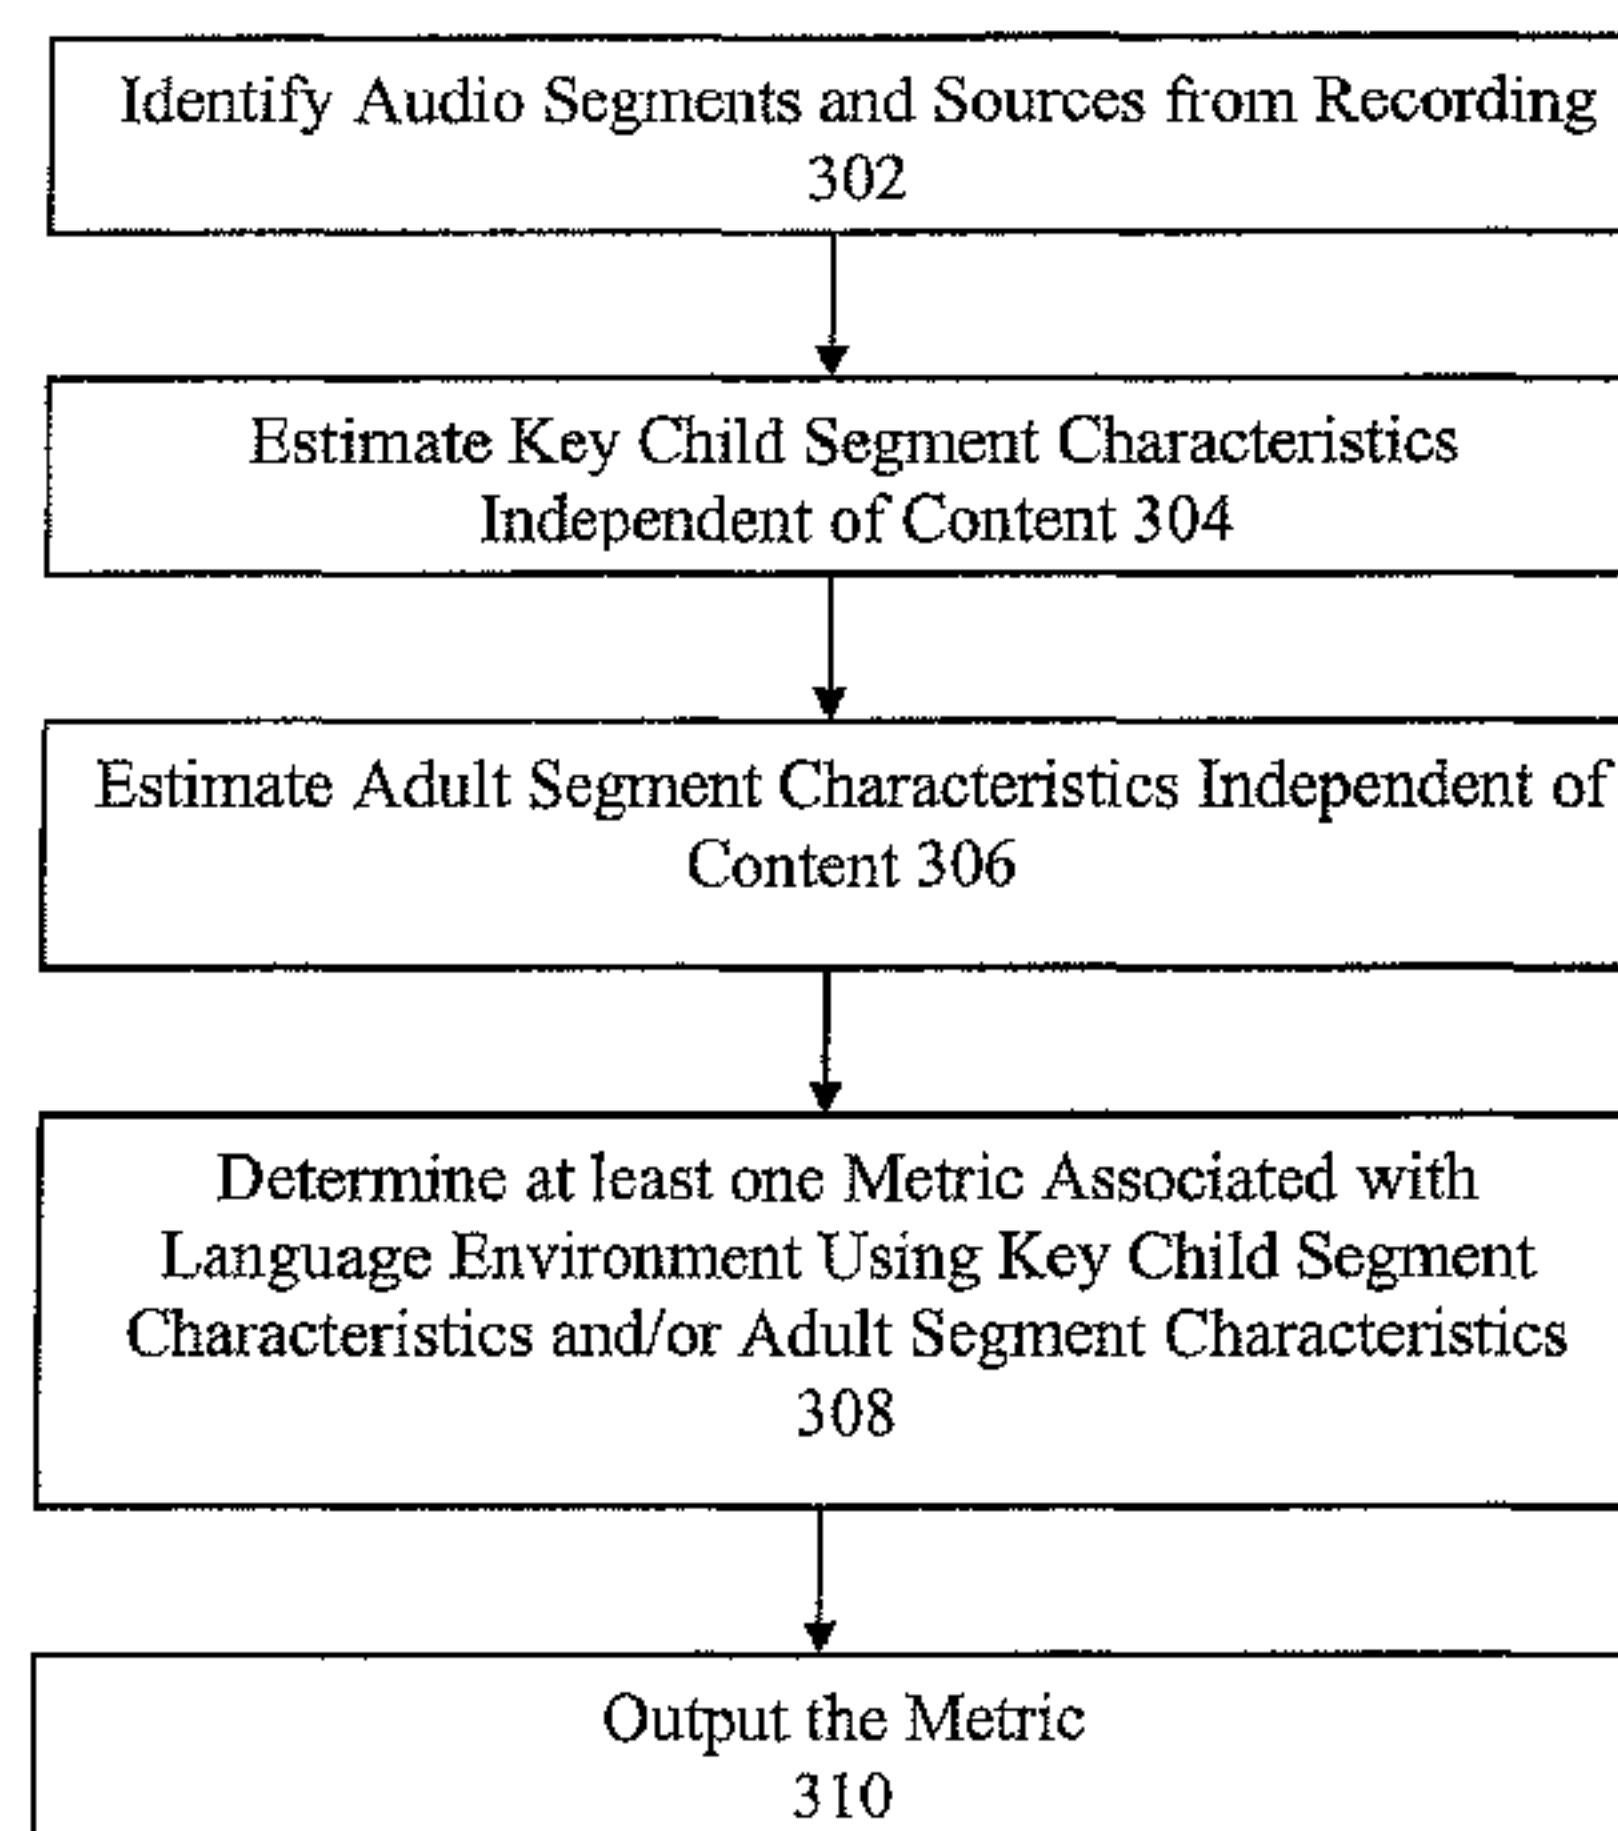 Identify Audio Segments and Sources from Recording
302
Estimate Key Child Segment Characteristics
Independent of Content 304
Estimate Adult Segment Characteristics Independent of
Content 306
Determine at least one Metric Associated with
Language Environment Using Key Child Segment
Characteristics and/or Adult Segment Characteristics
308
Output the Metric
310